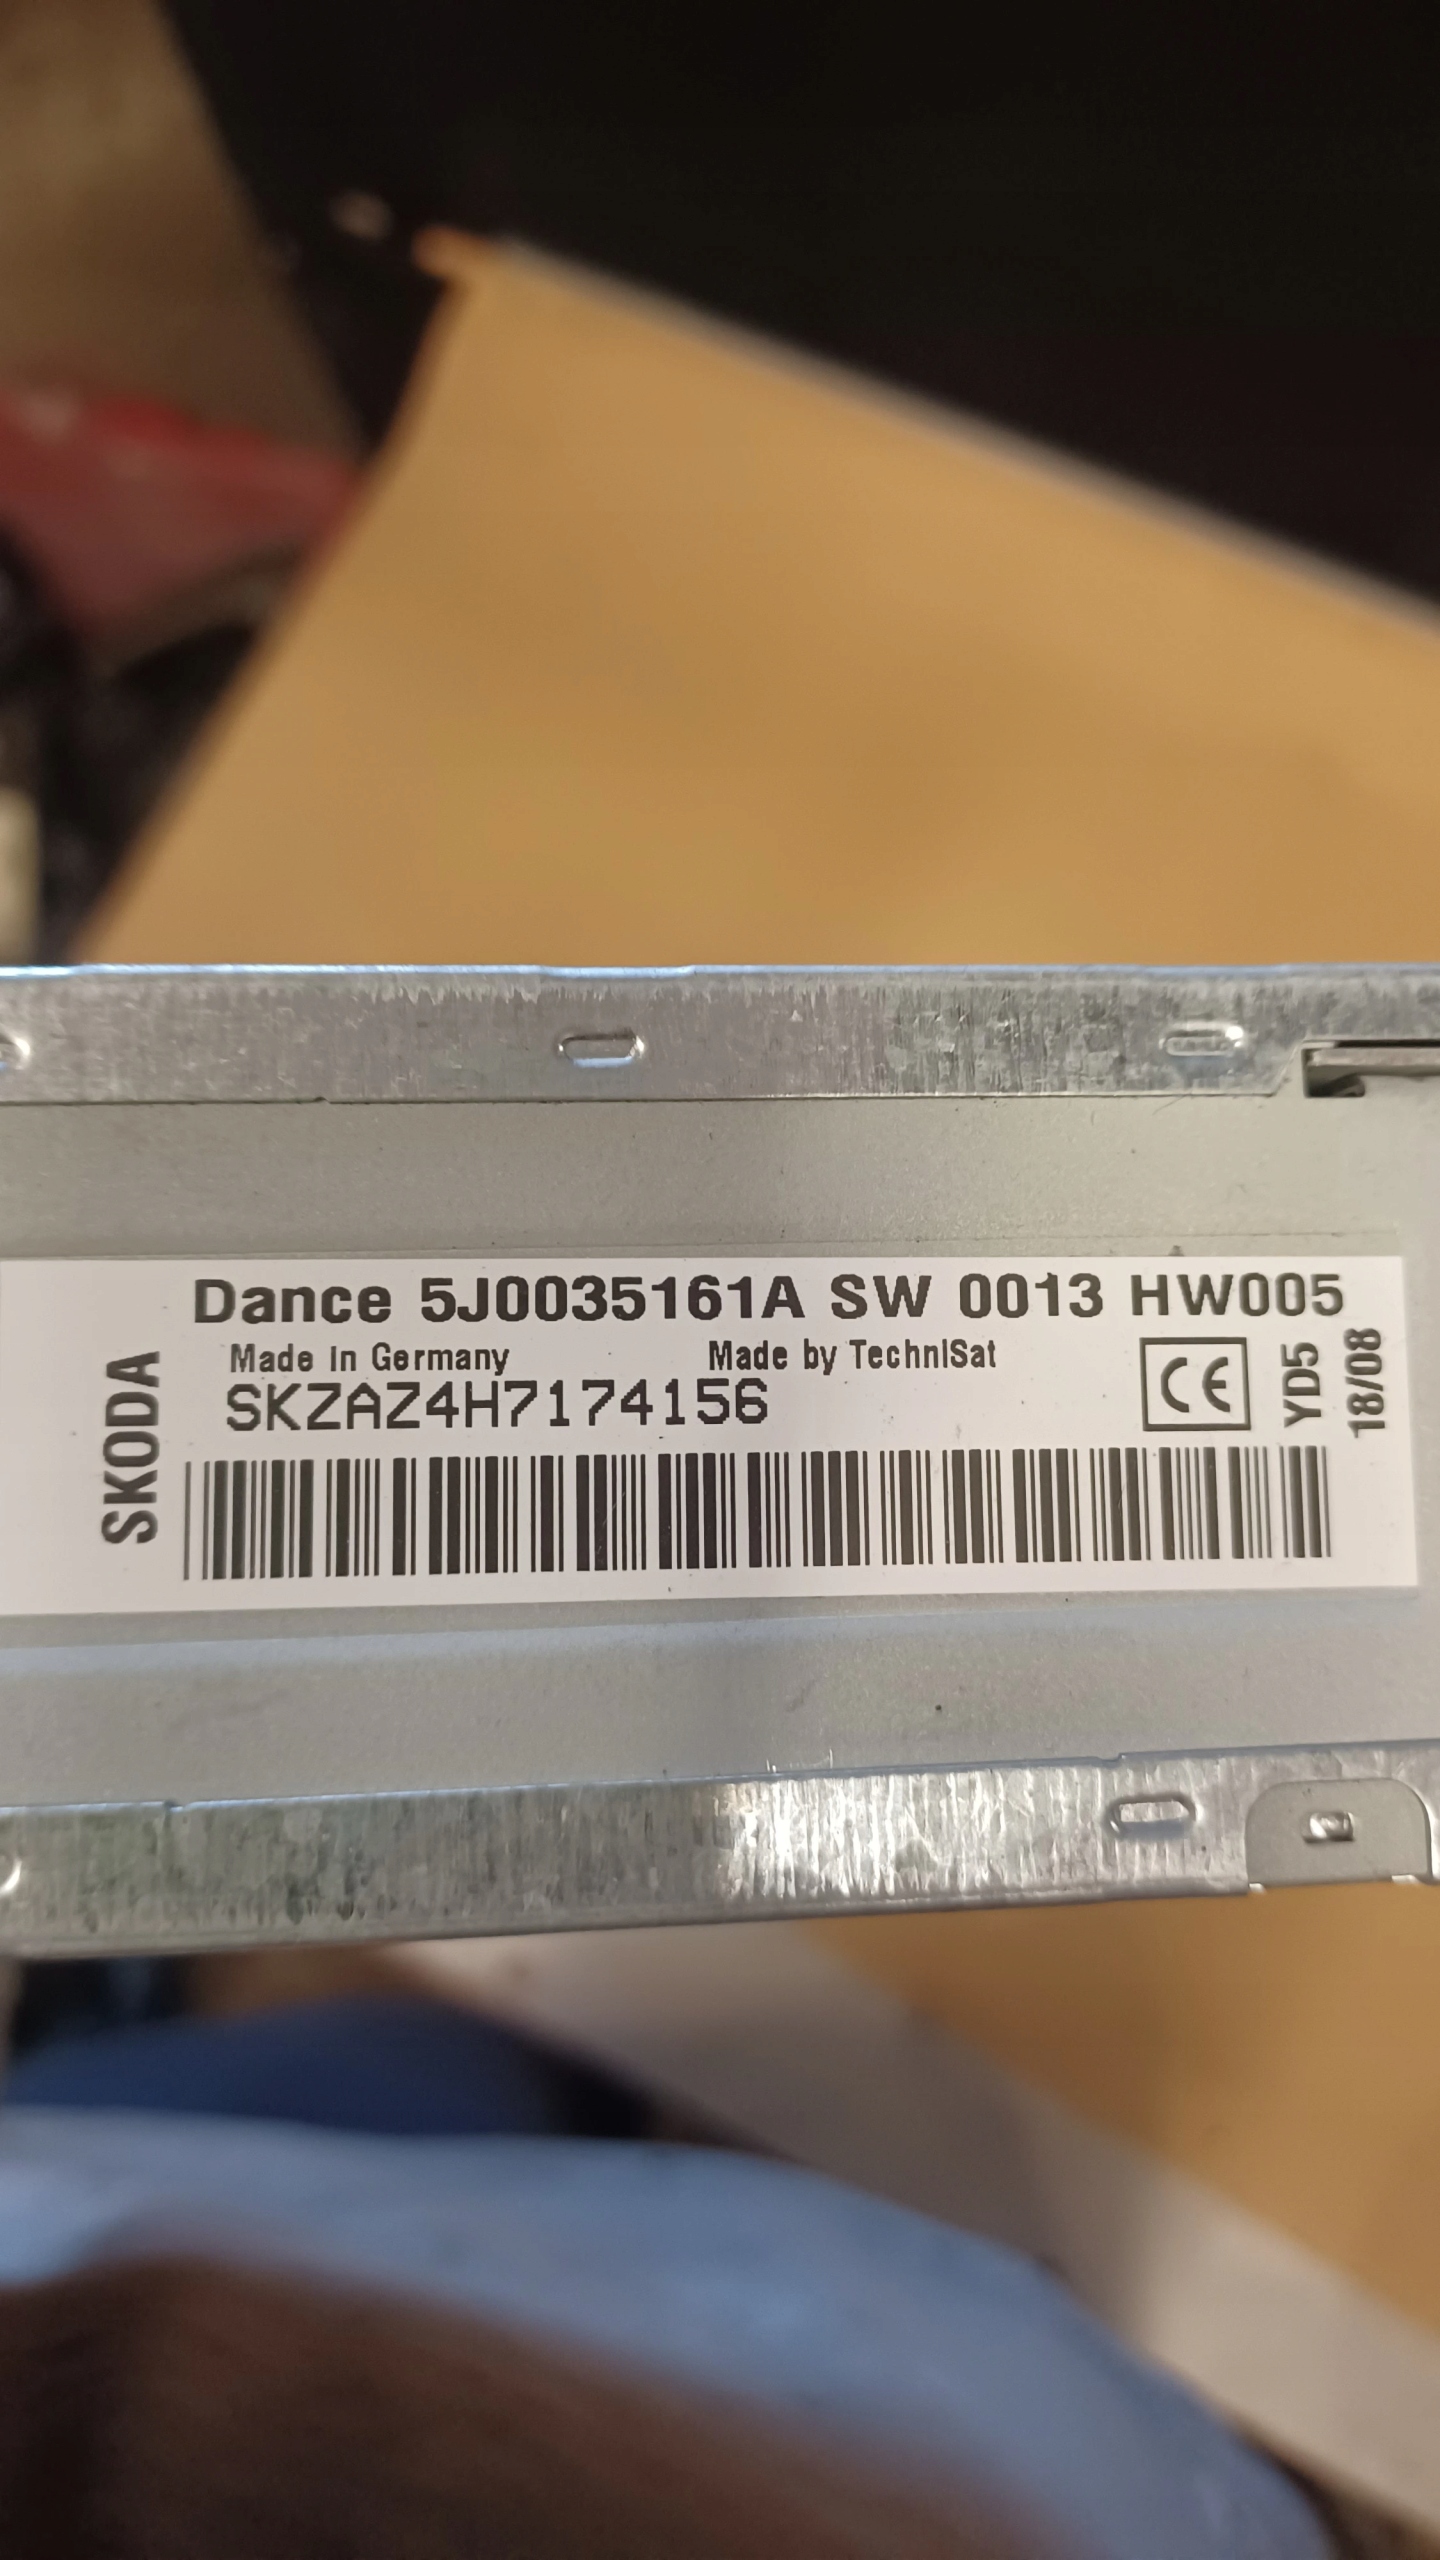 Dance 5J0035161A SW 0013 HW005
Made in Germany
Made by TechniSat
SKZAZ4H7174156
SKODA
CE
YD5
18/08